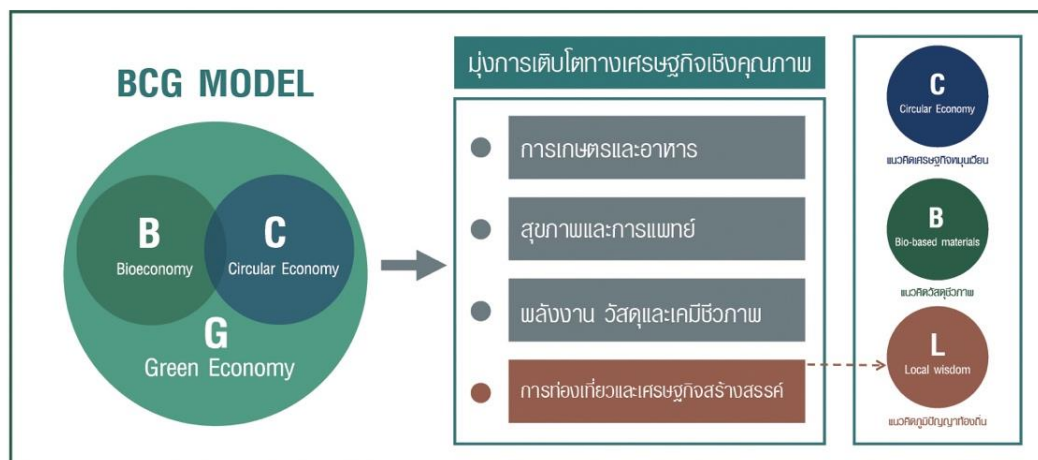 BCG MODEL
B
Bioeconomy
C
Circular Economy
G
Green Economy
มุ่งการเติบโตทางเศรษฐกิจเชิงคุณภาพ
การเกษตรและอาหาร
สุขภาพและการแพทย์
พลังงาน วัสดุและเคมีชีวภาพ
การท่องเที่ยวและเศรษฐกิจสร้างสรรค์
C
Circular Economy
แนวคิดเศรษฐกิจหมุนเวียน
B
Bio-based materials
แนวคิดวัสดุชีวภาพ
L
Local wisdom
แนวคิดภูมิปัญญาท้องถิ่น